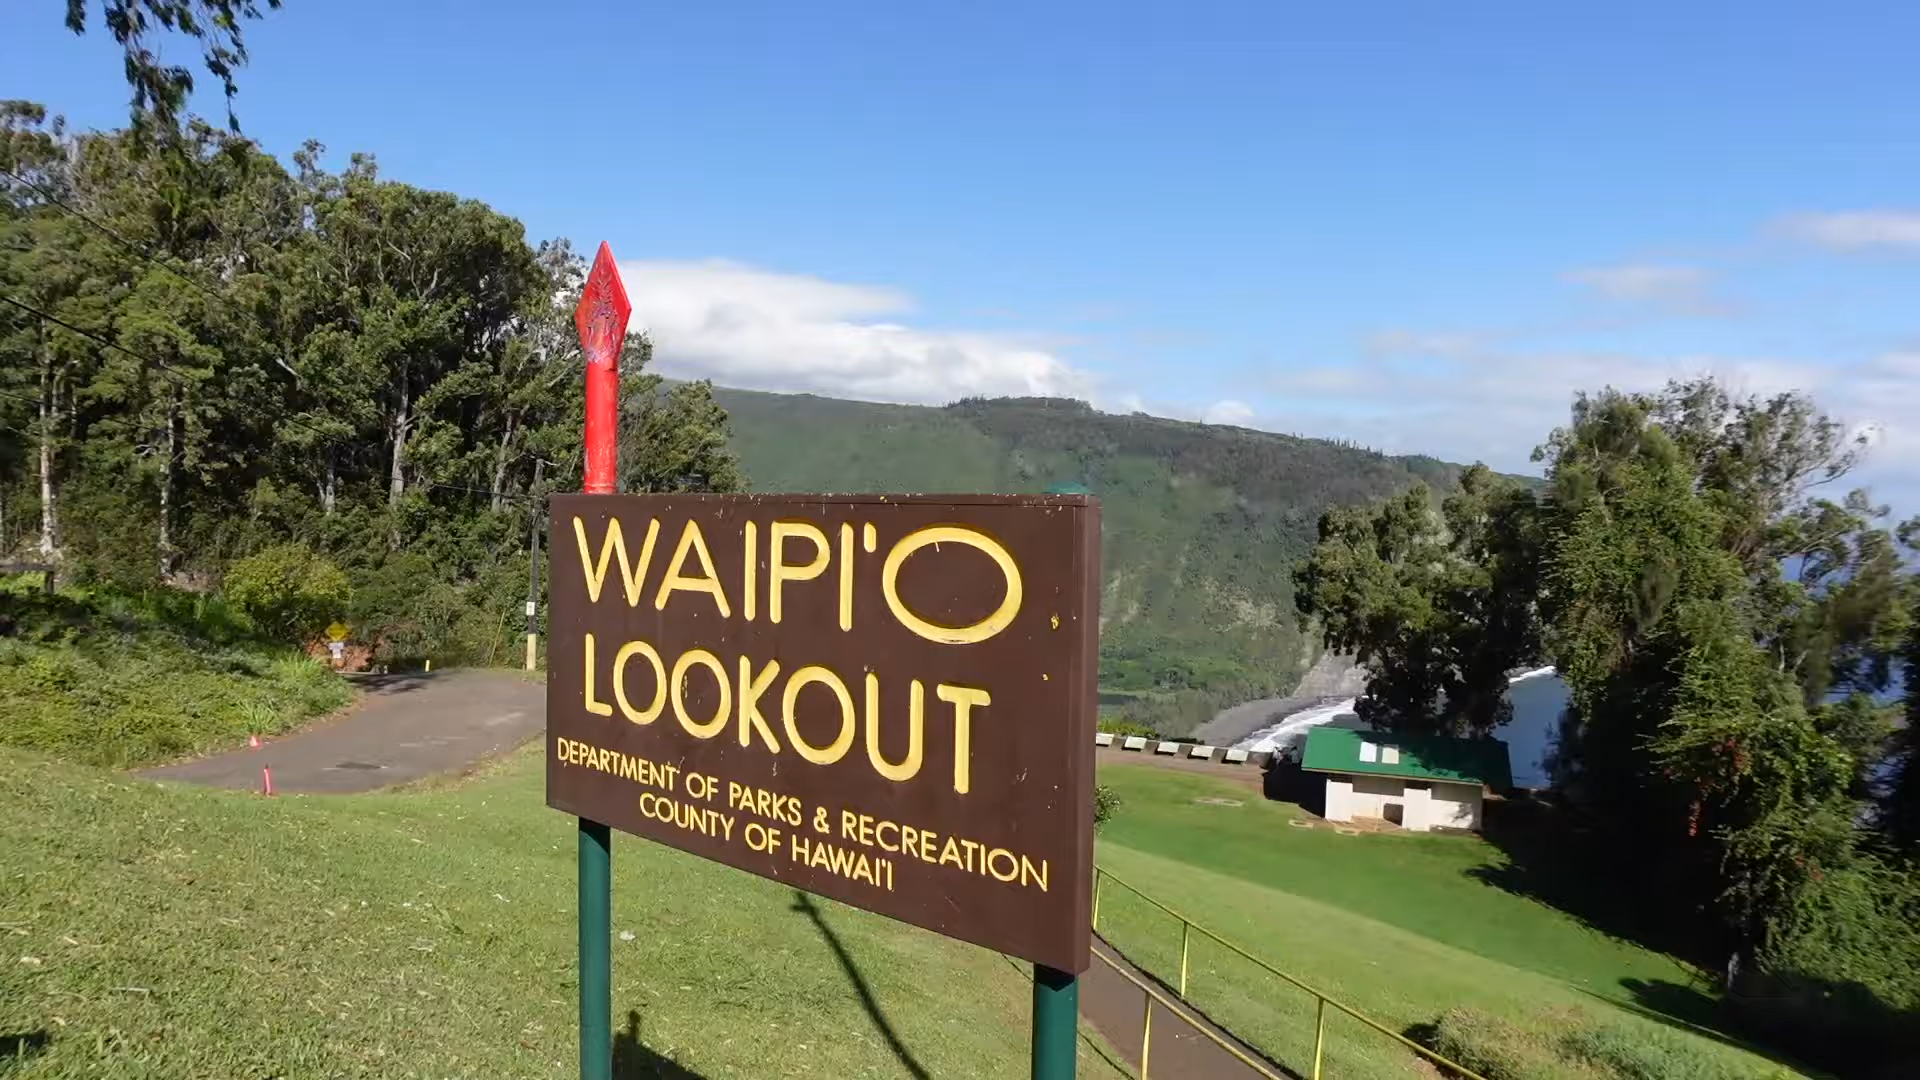 WAIPI'O
LOOKOUT
DEPARTMENT OF PARKS & RECREATION
COUNTY OF HAWAI'I